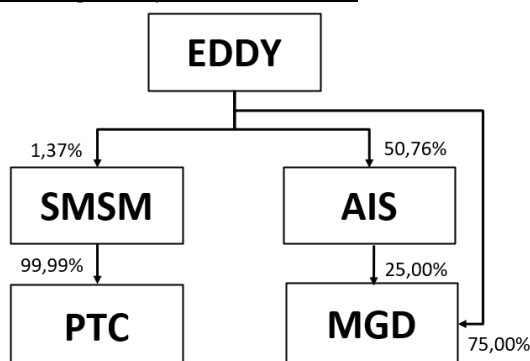 EDDY
1,37%
50,76%
SMSM
AIS
99,99%
25,00%
PTC
MGD
75,00%